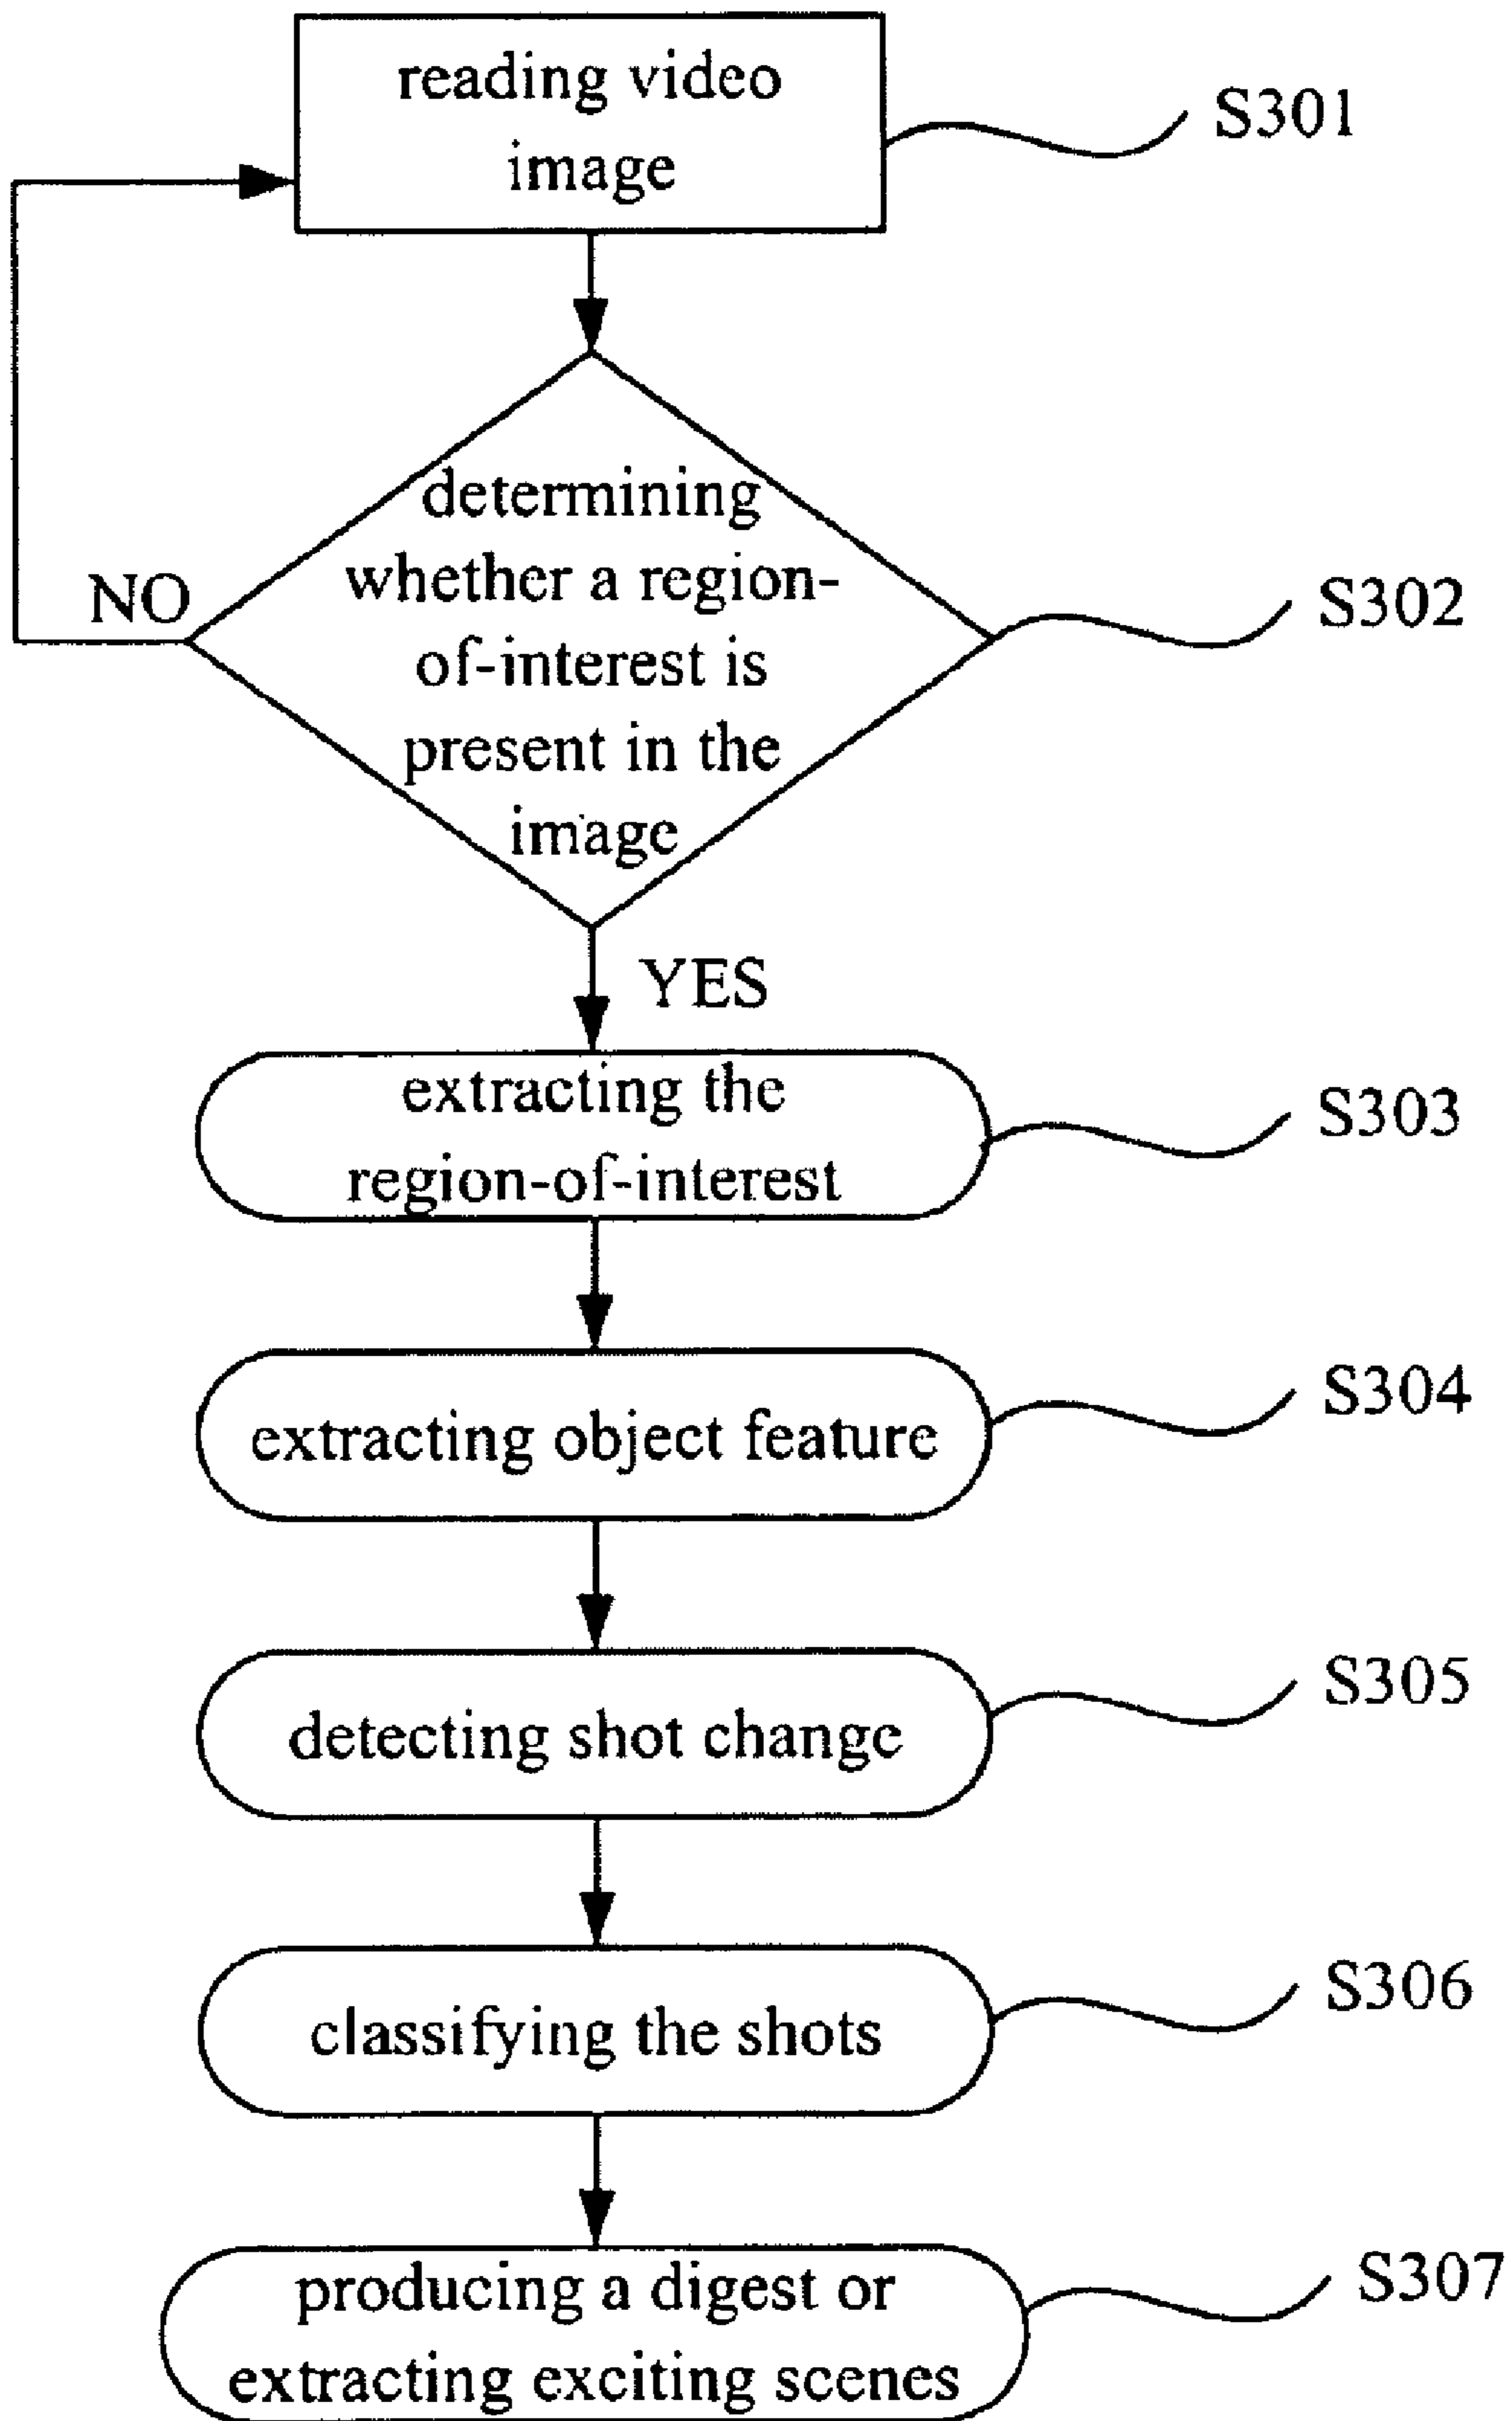 reading video
image
S301
determining
whether a region-
of-interest is
present in the
image
NO
S302
YES
extracting the
region-of-interest
S303
extracting object feature
S304
detecting shot change
S305
classifying the shots
S306
producing a digest or
extracting exciting scenes
S307